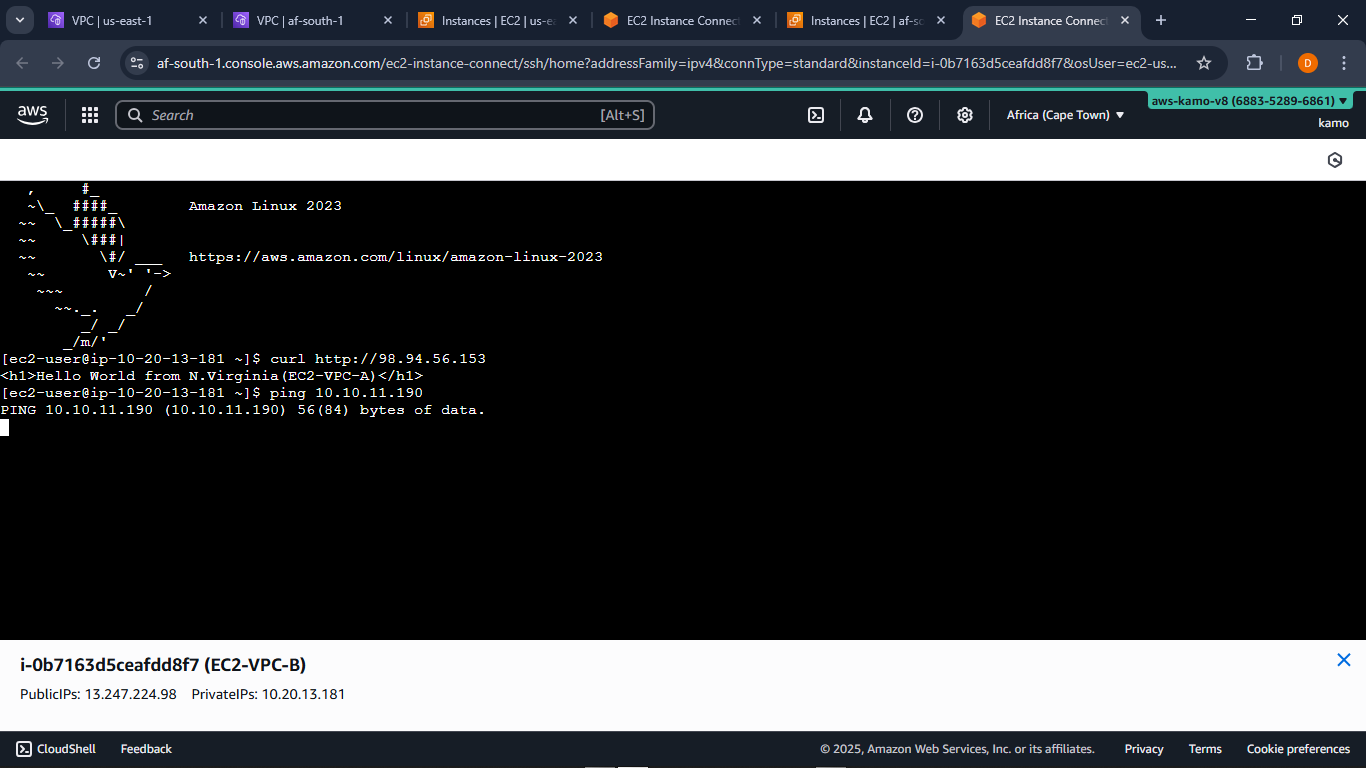 VPC | us-east-1
VPC | af-south-1
Instances | EC2 | us-ea
EC2 Instance Connect
Instances | EC2 | af-so
EC2 Instance Connect
af-south-1.console.aws.amazon.com/ec2-instance-connect/ssh/home?addressFamily=ipv4&connType=standard&instanceId=i-0b7163d5ceafdd8f7&osUser=ec2-us...
D
aws
Search
[Alt+S]
Africa (Cape Town)
aws-kamo-v8 (6883-5289-6861)
kamo
   ,     #_
   ~\_  ####_        Amazon Linux 2023
  ~~  \_#####\
  ~~     \###|
  ~~       \#/ ___   https://aws.amazon.com/linux/amazon-linux-2023
   ~~       V~' '->
    ~~~         /
      ~~._.   _/
         _/ _/
       _/m/'
[ec2-user@ip-10-20-13-181 ~]$ curl http://98.94.56.153
<h1>Hello World from N.Virginia(EC2-VPC-A)</h1>
[ec2-user@ip-10-20-13-181 ~]$ ping 10.10.11.190
PING 10.10.11.190 (10.10.11.190) 56(84) bytes of data.
i-0b7163d5ceafdd8f7 (EC2-VPC-B)
PublicIPs: 13.247.224.98 PrivateIPs: 10.20.13.181
CloudShell
Feedback
© 2025, Amazon Web Services, Inc. or its affiliates.
Privacy
Terms
Cookie preferences